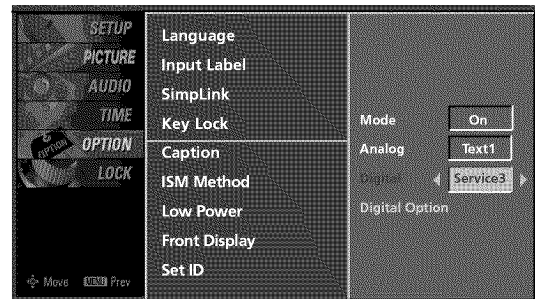 SETUP
PICTURE
AUDIO
TIME
OPTION
LOCK
Move MENU Prev
Language
Input Label
SimpLink
Key Lock
Caption
ISM Method
Low Power
Front Display
Set ID
Mode On
Analog Text1
Digital Service3
Digital Option